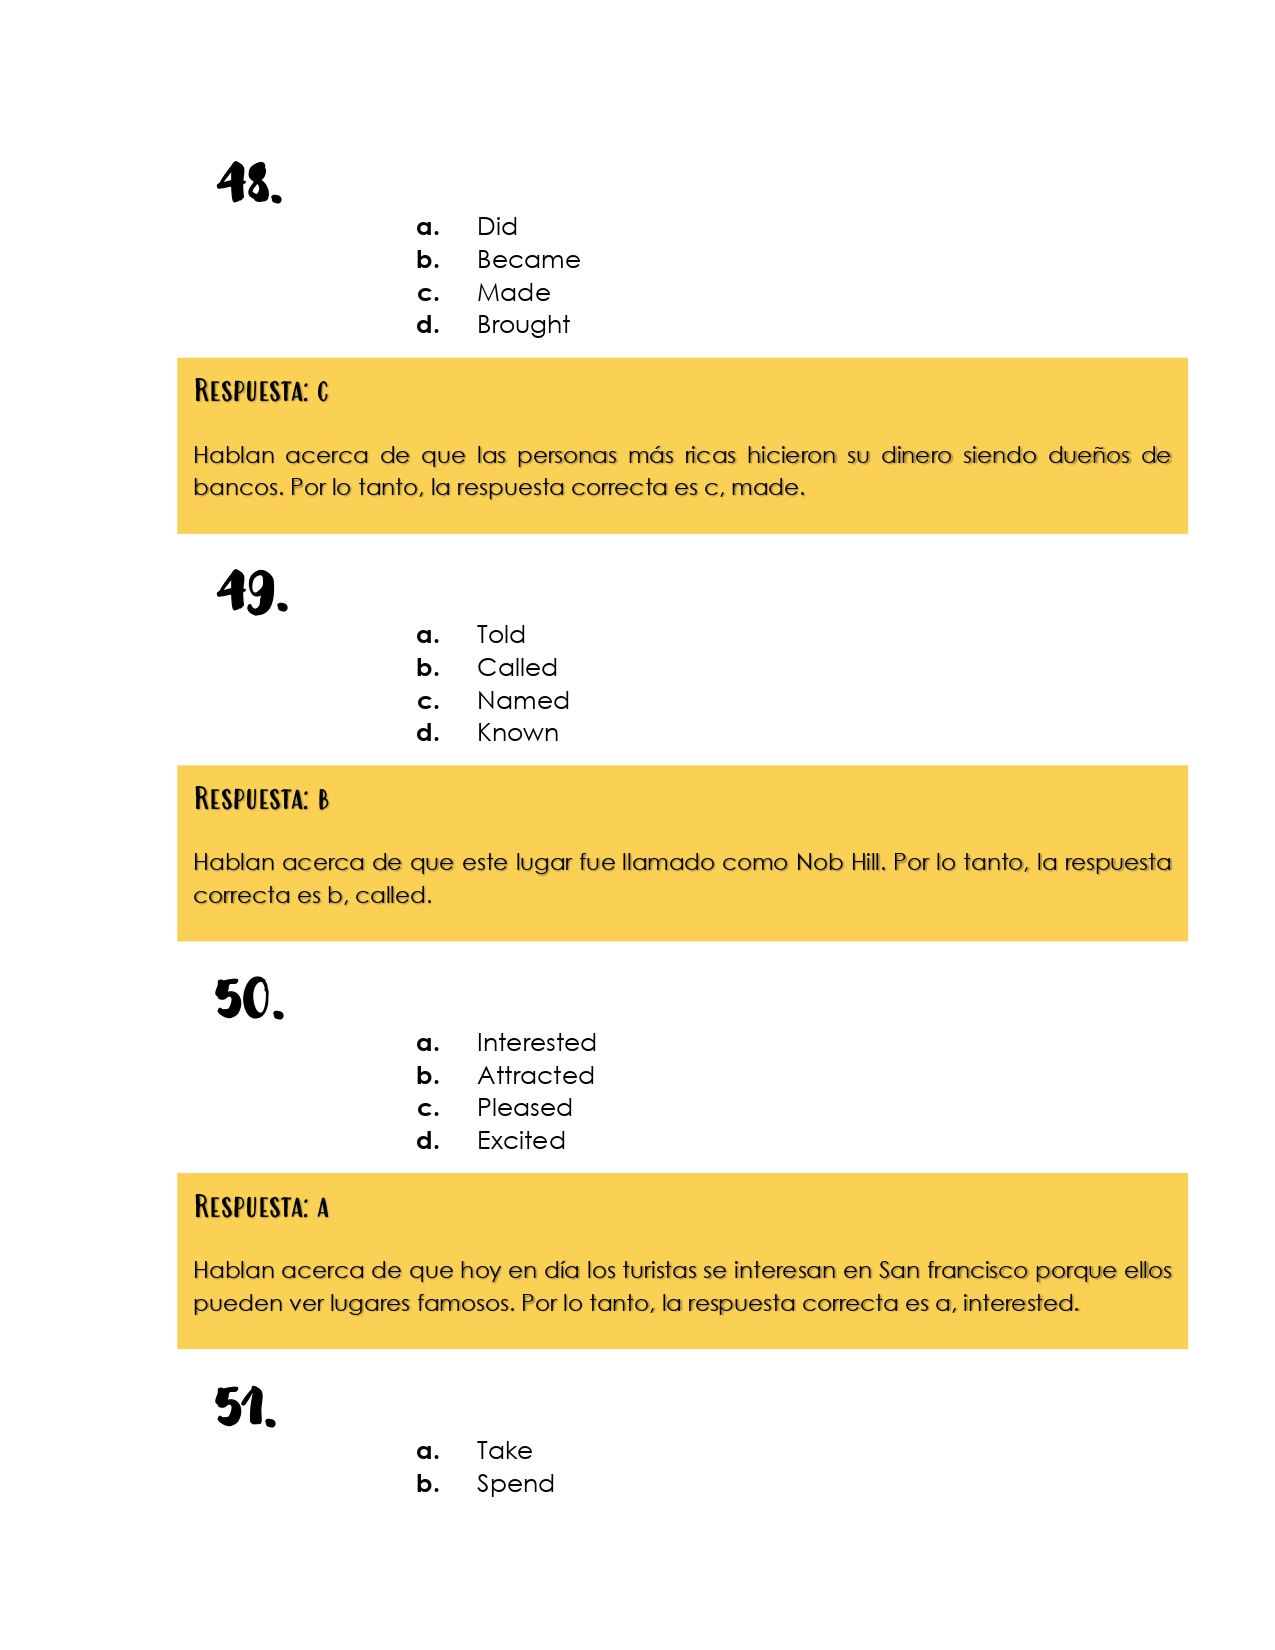 48.
a. Did
b. Became
c. Made
d. Brought
Respuesta: c
Hablan acerca de que las personas más ricas hicieron su dinero siendo dueños de
bancos. Por lo tanto, la respuesta correcta es c, made.
49.
a. Told
b. Called
c. Named
d. Known
Respuesta: b
Hablan acerca de que este lugar fue llamado como Nob Hill. Por lo tanto, la respuesta
correcta es b, called.
50.
a. Interested
b. Attracted
c. Pleased
d. Excited
Respuesta: a
Hablan acerca de que hoy en día los turistas se interesan en San francisco porque ellos
pueden ver lugares famosos. Por lo tanto, la respuesta correcta es a, interested.
51.
a. Take
b. Spend